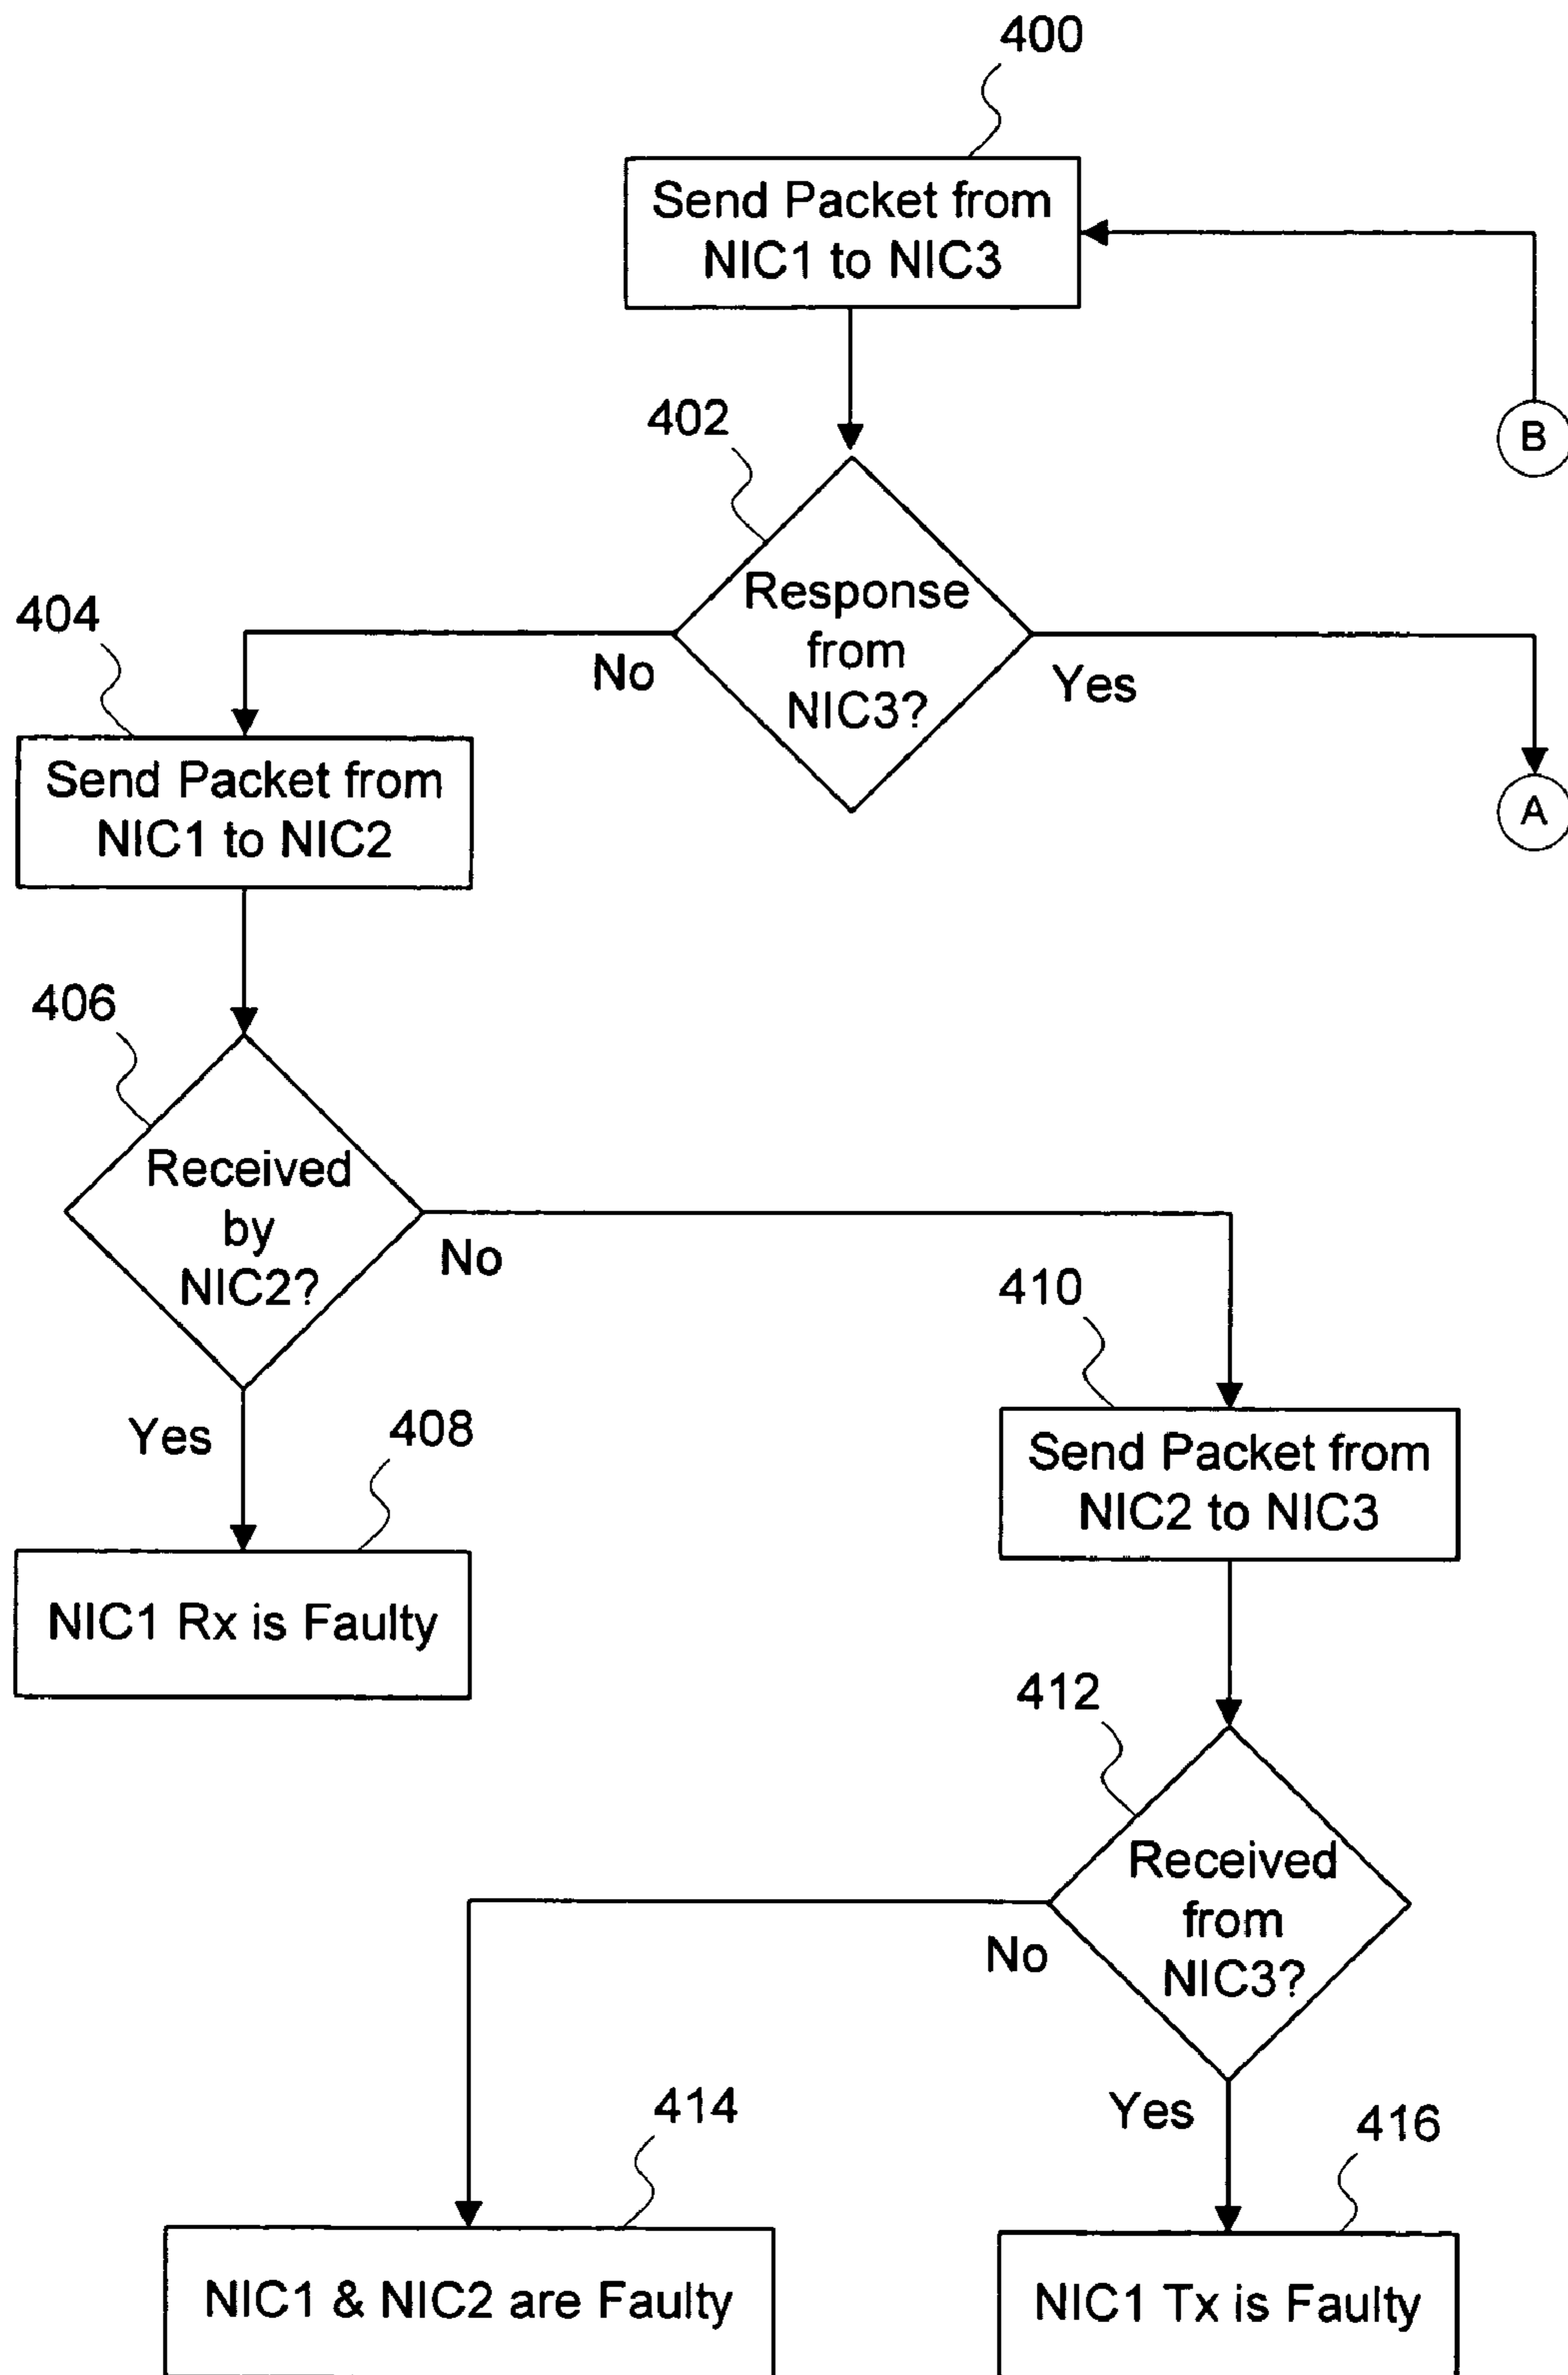 400
Send Packet from
NIC1 to NIC3
402
B
Response
from
NIC3?
No
Yes
404
Send Packet from
NIC1 to NIC2
A
406
Received
by
NIC2?
No
Yes
408
NIC1 Rx is Faulty
410
Send Packet from
NIC2 to NIC3
412
Received
from
NIC3?
No
Yes
414
NIC1 & NIC2 are Faulty
416
NIC1 Tx is Faulty